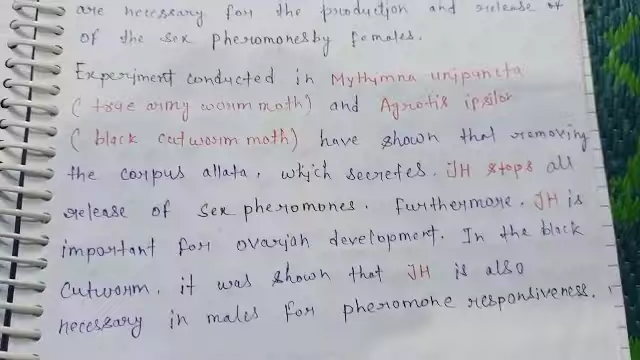 are necessary for the production and release of
of the sex pheromonesby females.
Experiment conducted in Mythimna unipuncta
(true army worm moth) and Agrotis ipsilon
(black cutworm moth) have shown that removing
the corpus allata, which secretes. JH stops all
release of sex pheromones. Furthermore, JH is
important for ovarian development. In the black
Cutworm, it was shown that JH is also
necessary in males for pheromone responsiveness.